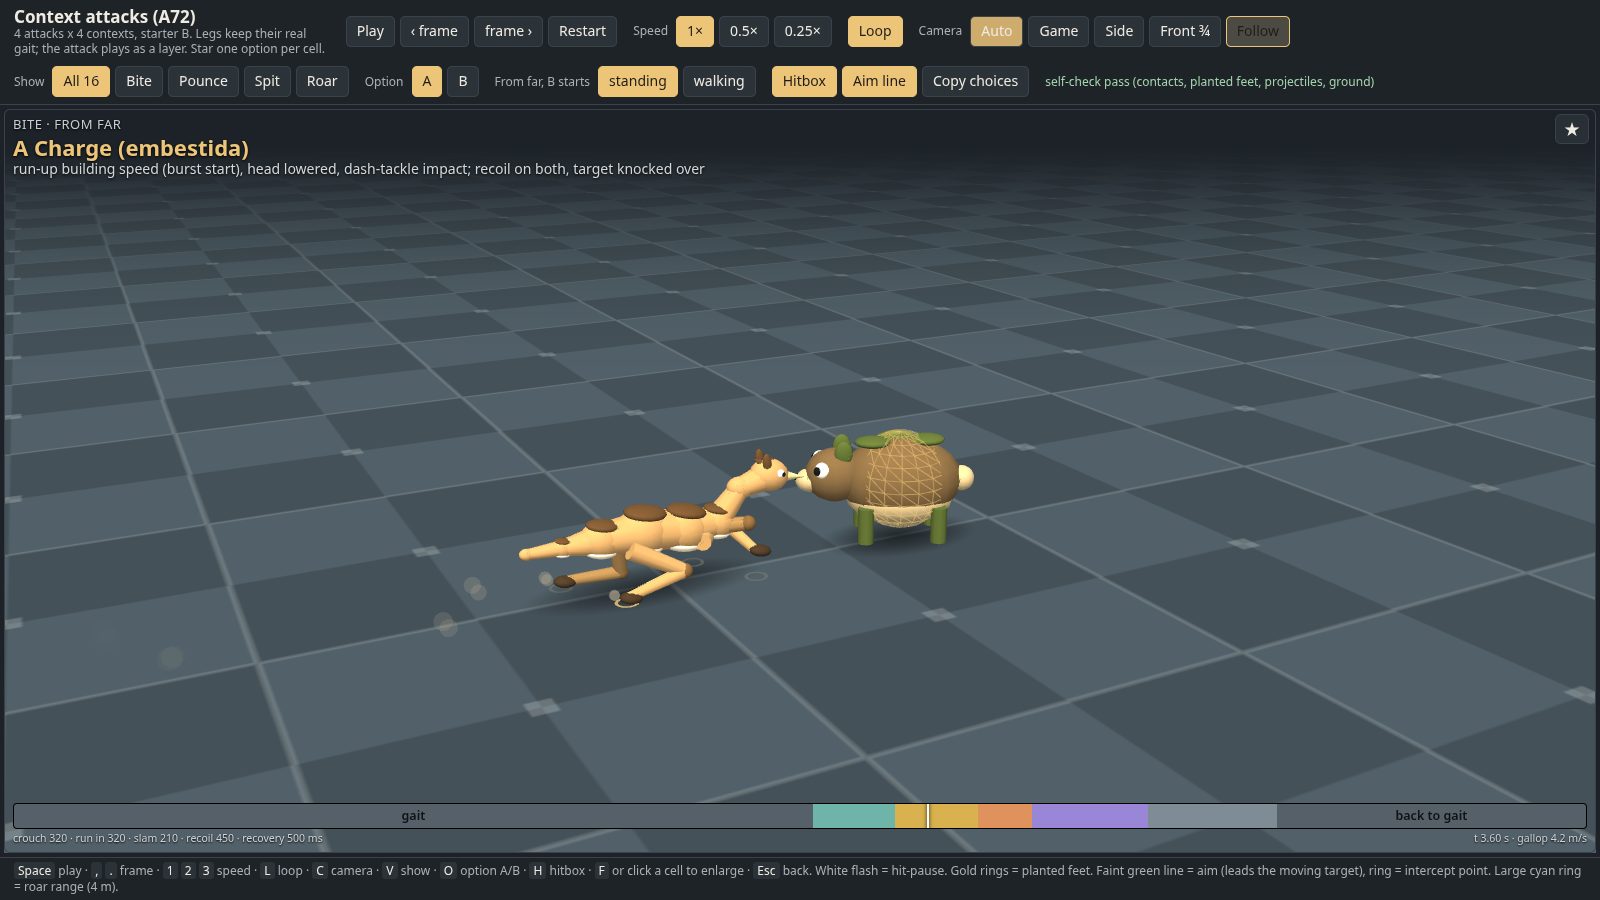 Context attacks (A72)
4 attacks x 4 contexts, starter B. Legs keep their real
gait; the attack plays as a layer. Star one option per cell.
Play ‹ frame frame › Restart Speed 1× 0.5× 0.25× Loop Camera Auto Game Side Front ¾ Follow
Show All 16 Bite Pounce Spit Roar Option A B From far, B starts standing walking Hitbox Aim line Copy choices self-check pass (contacts, planted feet, projectiles, ground)
BITE · FROM FAR
★
A Charge (embestida)
run-up building speed (burst start), head lowered, dash-tackle impact; recoil on both, target knocked over
gait back to gait
crouch 320 · run in 320 · slam 210 · recoil 450 · recovery 500 ms t 3.60 s · gallop 4.2 m/s
Space play · , . frame · 1 2 3 speed · L loop · C camera · V show · O option A/B · H hitbox · F or click a cell to enlarge · Esc back. White flash = hit-pause. Gold rings = planted feet. Faint green line = aim (leads the moving target), ring = intercept point. Large cyan ring
= roar range (4 m).